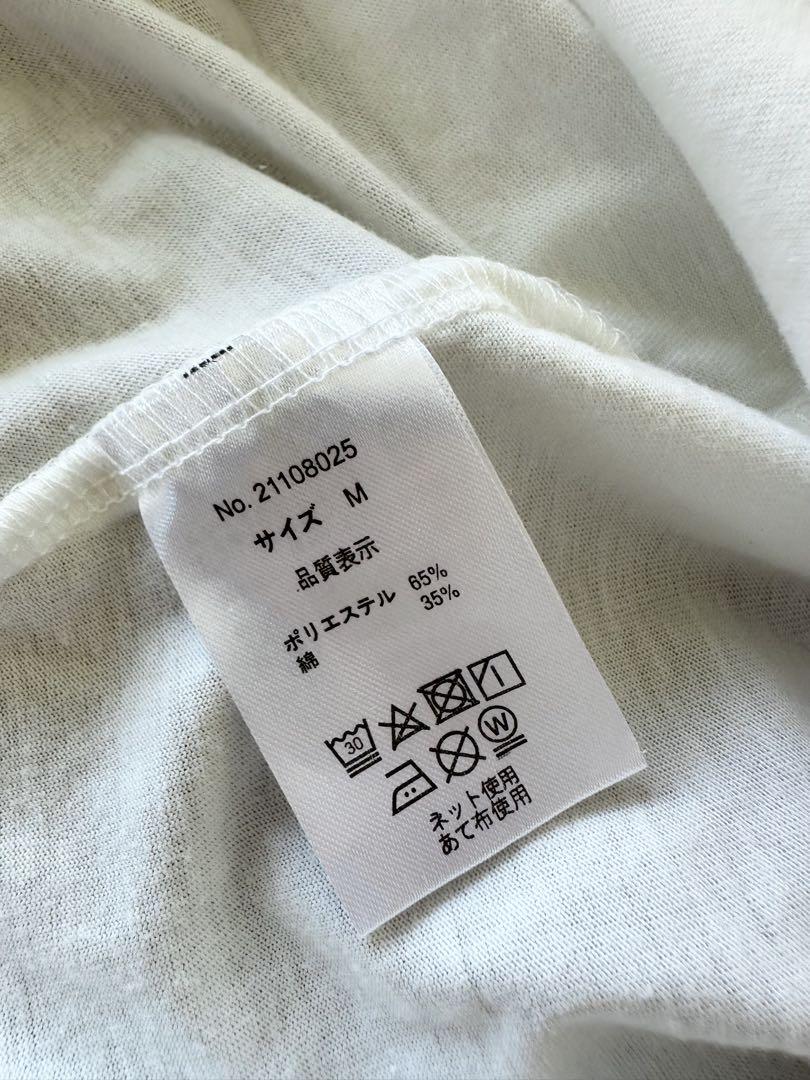 No. 21108025
サイズ M
品質表示
ポリエステル 65%
綿 35%
30
W
ネット使用
あて布使用